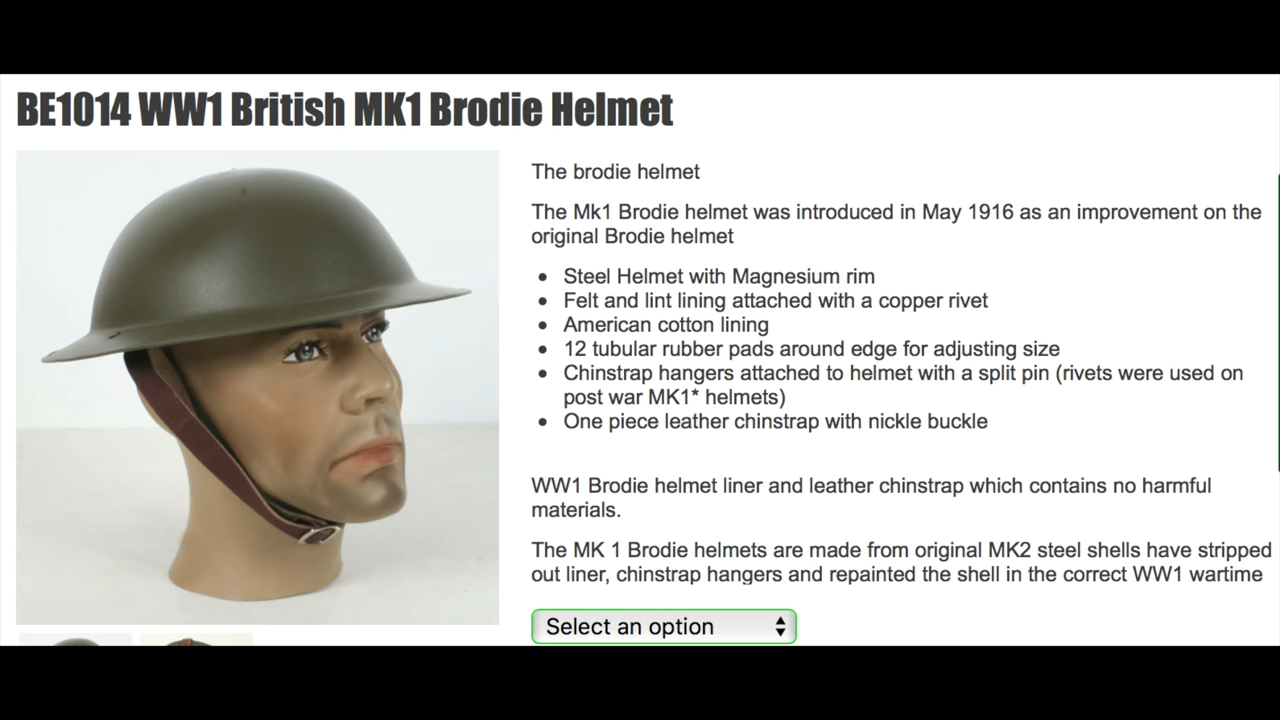 BE1014 WW1 British MK1 Brodie Helmet
The brodie helmet
The Mk1 Brodie helmet was introduced in May 1916 as an improvement on the
original Brodie helmet
• Steel Helmet with Magnesium rim
• Felt and lint lining attached with a copper rivet
• American cotton lining
• 12 tubular rubber pads around edge for adjusting size
• Chinstrap hangers attached to helmet with a split pin (rivets were used on
post war MK1* helmets)
• One piece leather chinstrap with nickle buckle
WW1 Brodie helmet liner and leather chinstrap which contains no harmful
materials.
The MK 1 Brodie helmets are made from original MK2 steel shells have stripped
out liner, chinstrap hangers and repainted the shell in the correct WW1 wartime
Select an option